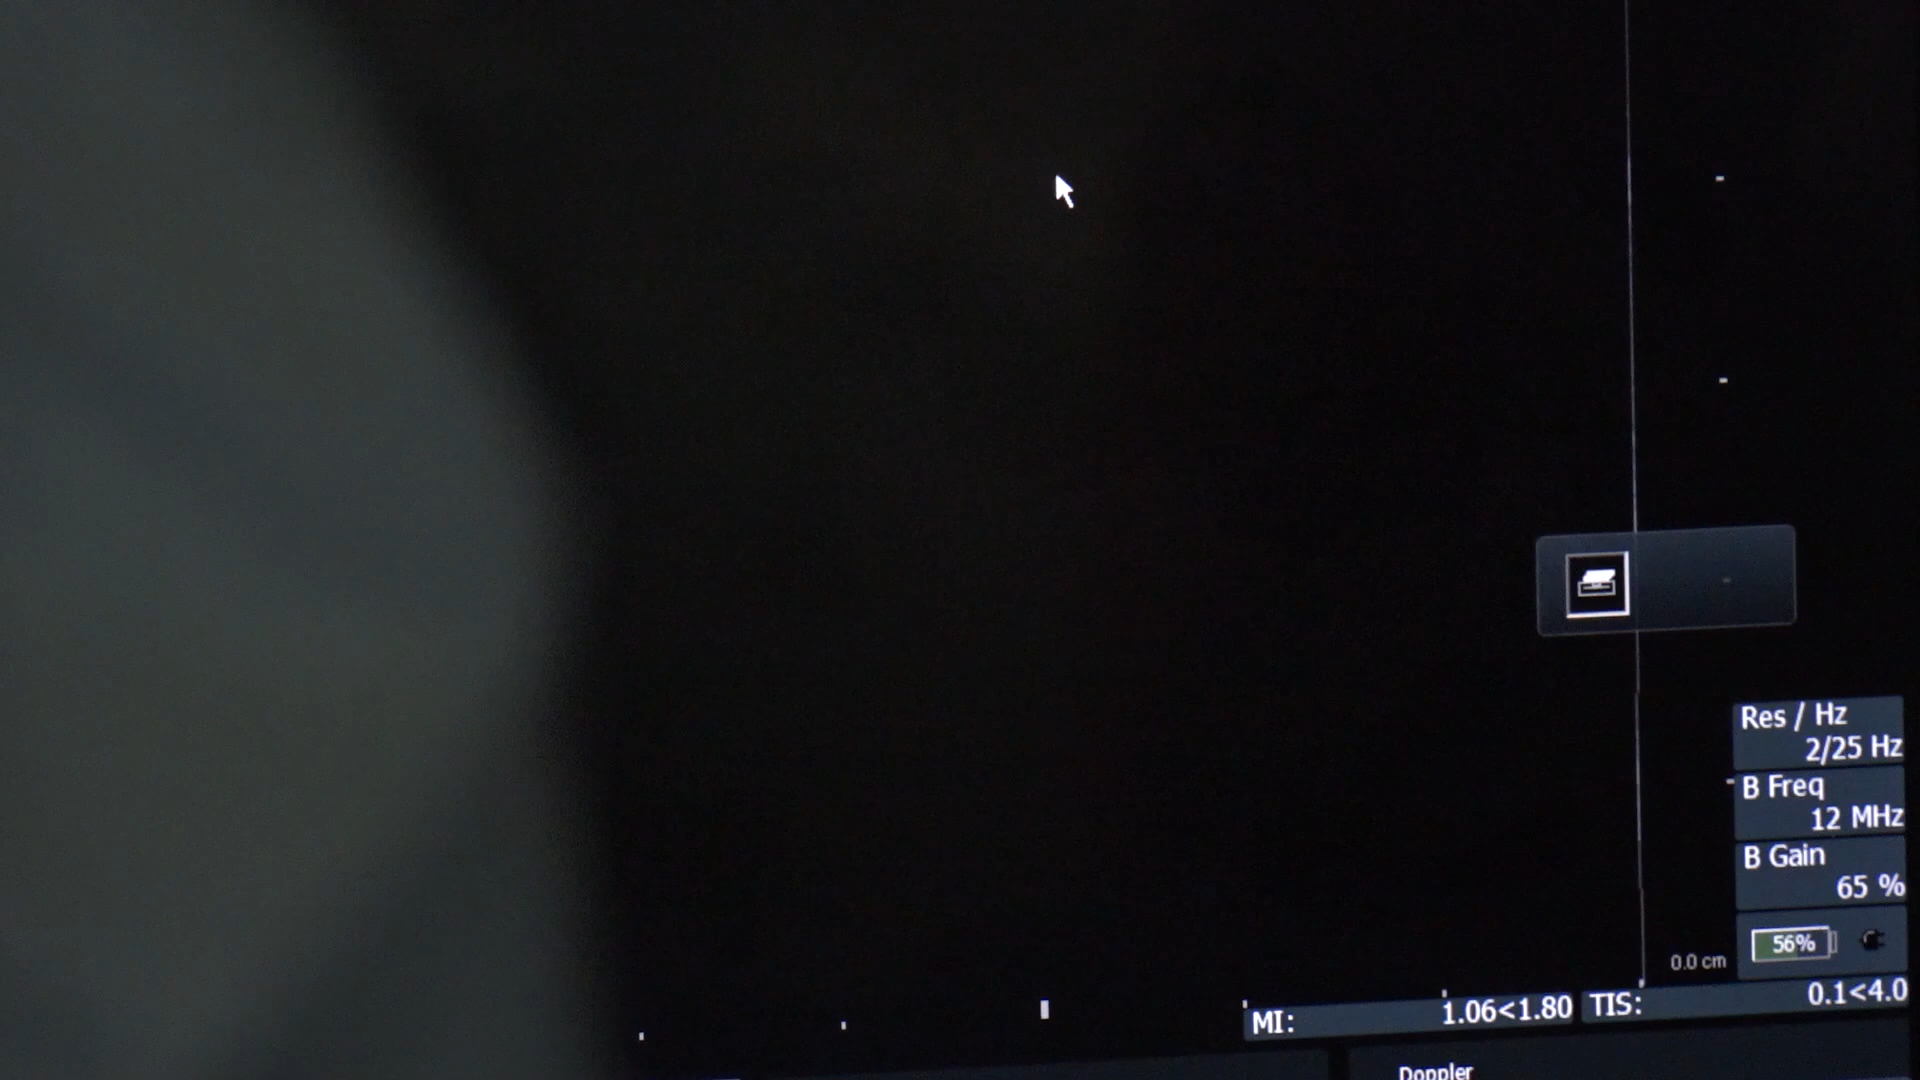 Res / Hz
2/25 Hz
B Freq
12 MHz
B Gain
65 %
56%
0.0 cm
MI: 1.06<1.80 TIS: 0.1<4.0
Doppler